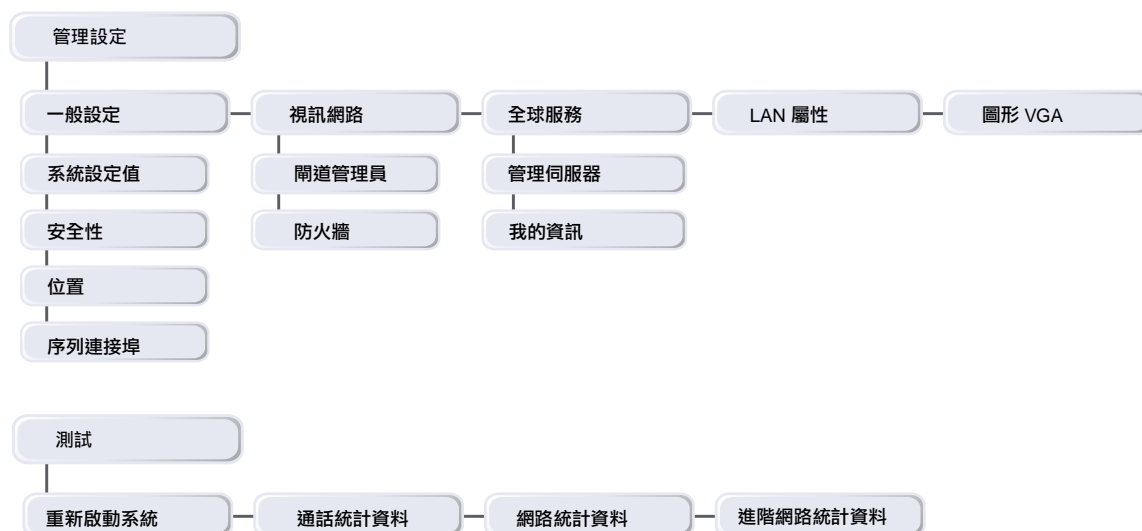 管理設定
一般設定
視訊網路
全球服務
LAN 屬性
圖形 VGA
系統設定值
閘道管理員
管理伺服器
安全性
防火牆
我的資訊
位置
序列連接埠
測試
重新啟動系統
通話統計資料
網路統計資料
進階網路統計資料